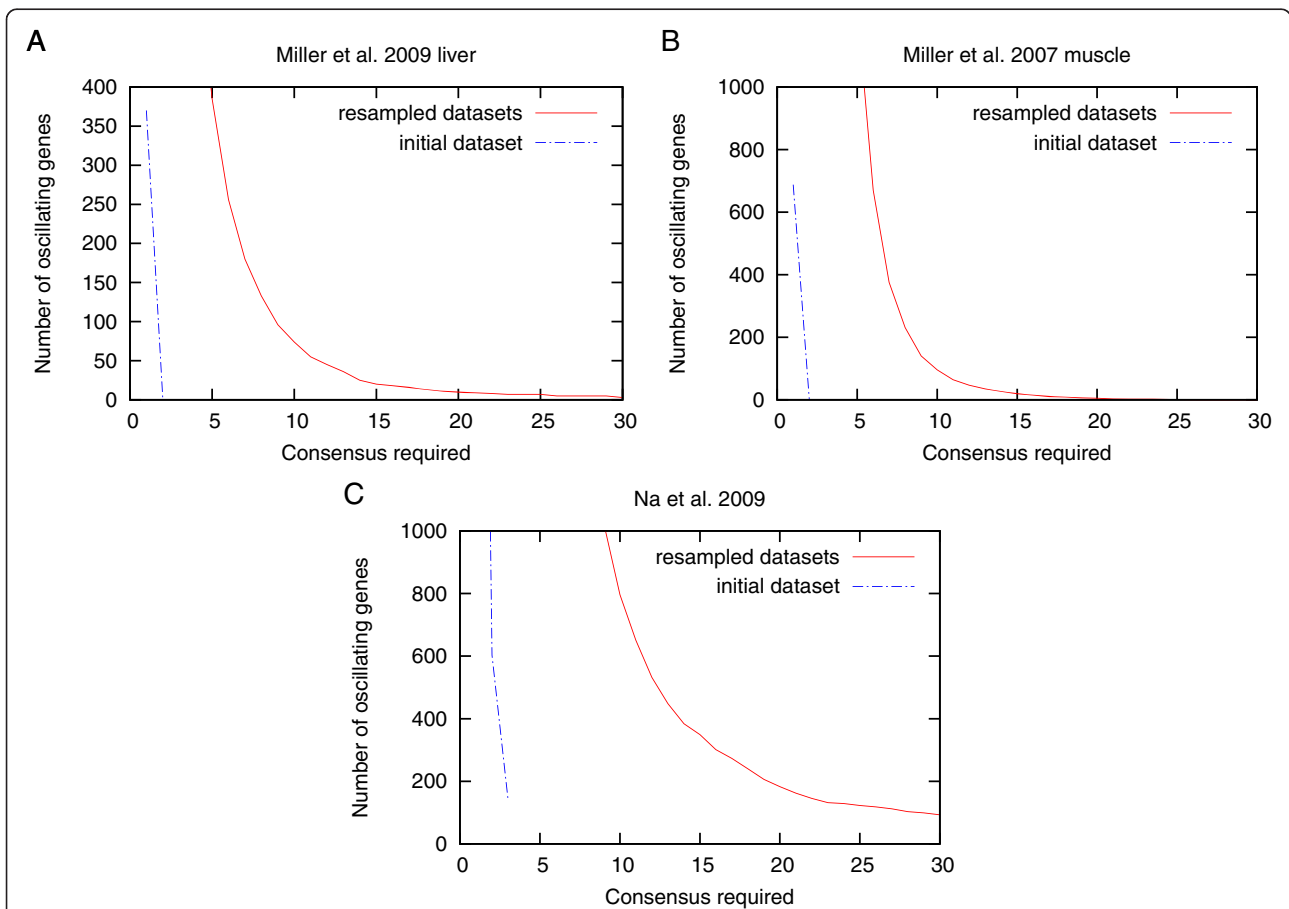 A
Miller et al. 2009 liver
Number of oscillating genes
400
350
300
250
200
150
100
50
0
resampled datasets
initial dataset
0 5 10 15 20 25 30
Consensus required
B
Miller et al. 2007 muscle
Number of oscillating genes
1000
800
600
400
200
0
resampled datasets
initial dataset
0 5 10 15 20 25 30
Consensus required
C
Na et al. 2009
Number of oscillating genes
1000
800
600
400
200
0
resampled datasets
initial dataset
0 5 10 15 20 25 30
Consensus required